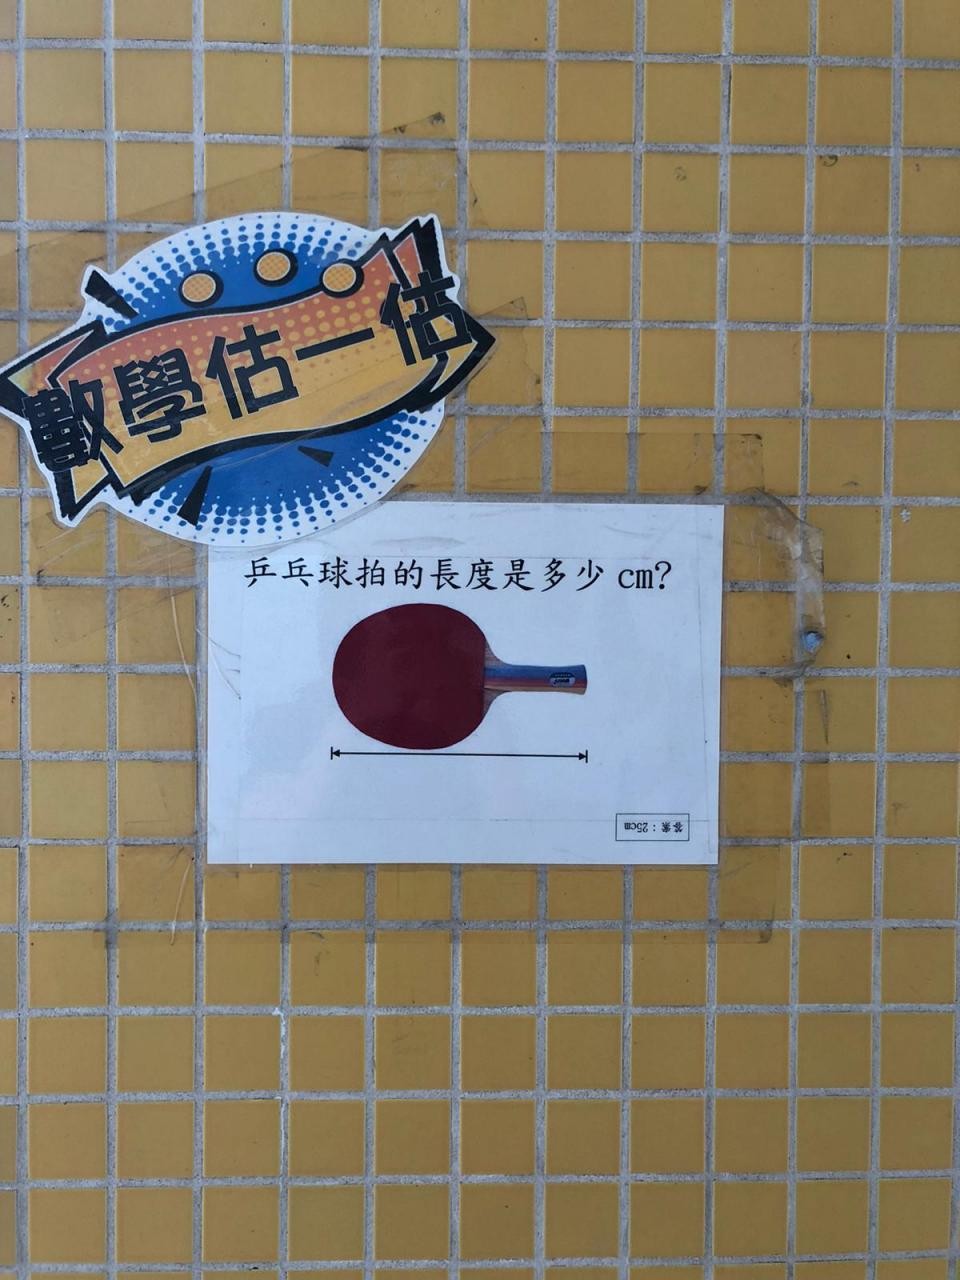 數學估一估
乒乓球拍的長度是多少 cm?
答案：25cm